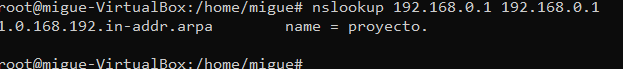 root@migue-VirtualBox:/home/migue# nslookup 192.168.0.1 192.168.0.1
1.0.168.192.in-addr.arpa name = proyecto.
root@migue-VirtualBox:/home/migue#